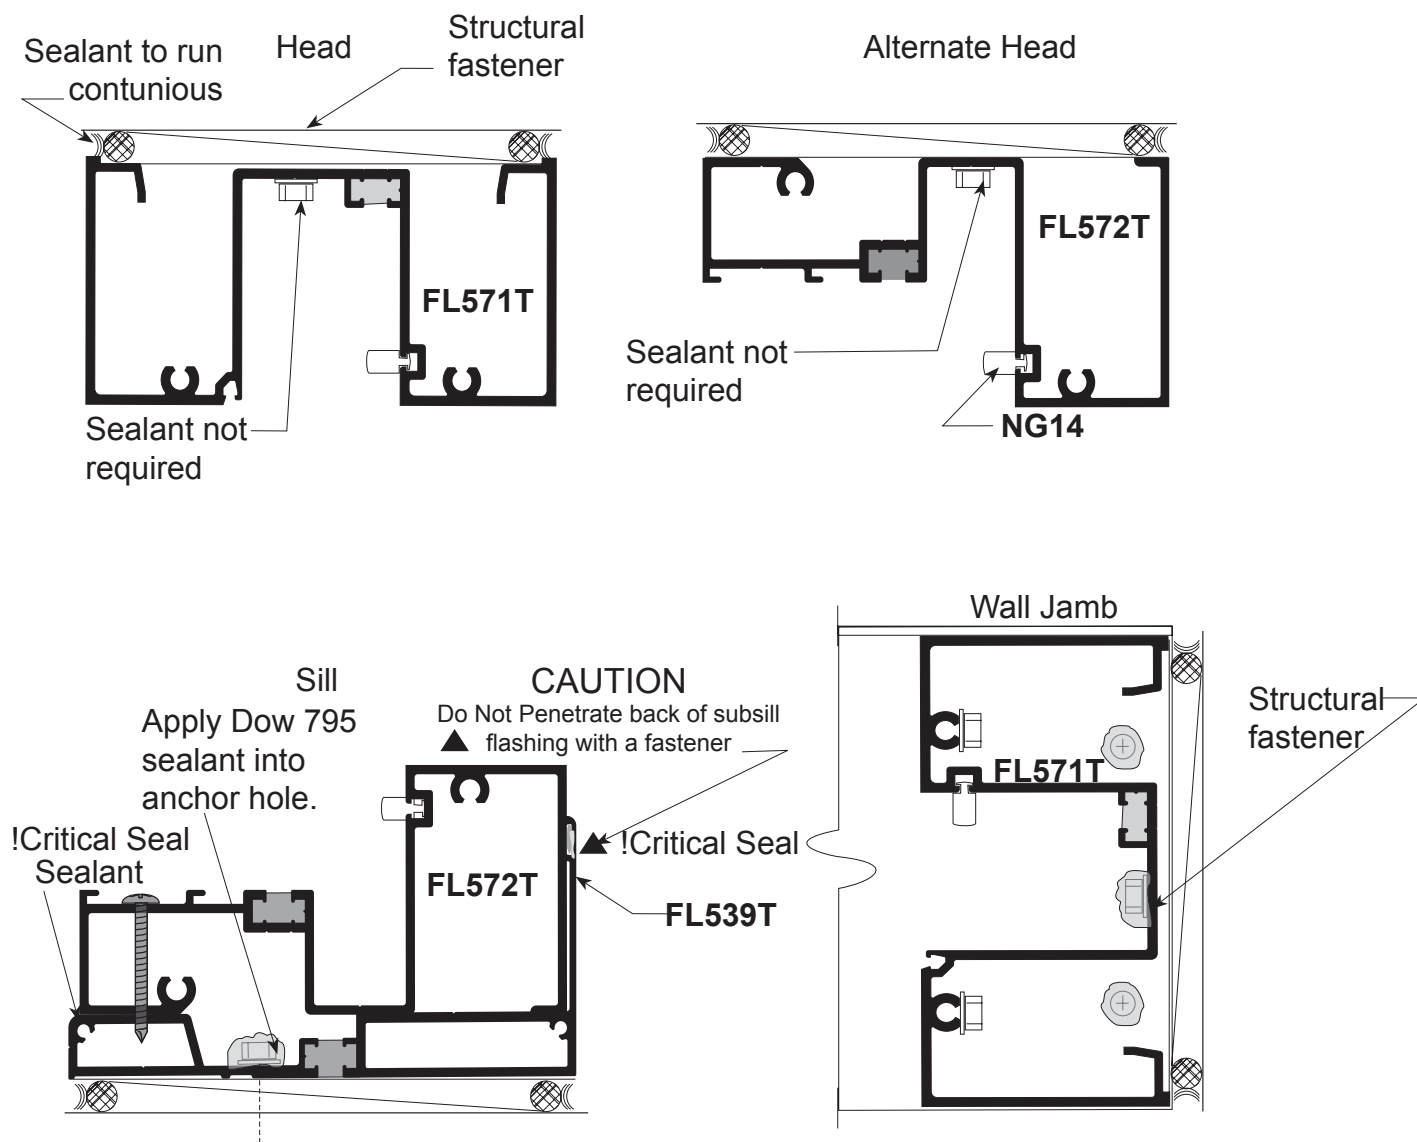 Sealant to run
contunious
Head
Structural
fastener
Alternate Head
FL571T
FL572T
Sealant not
required
Sealant not
required
NG14
Wall Jamb
Sill
CAUTION
Do Not Penetrate back of subsill
flashing with a fastener
Apply Dow 795
sealant into
anchor hole.
Structural
fastener
FL571T
!Critical Seal
Sealant
!Critical Seal
FL572T
FL539T